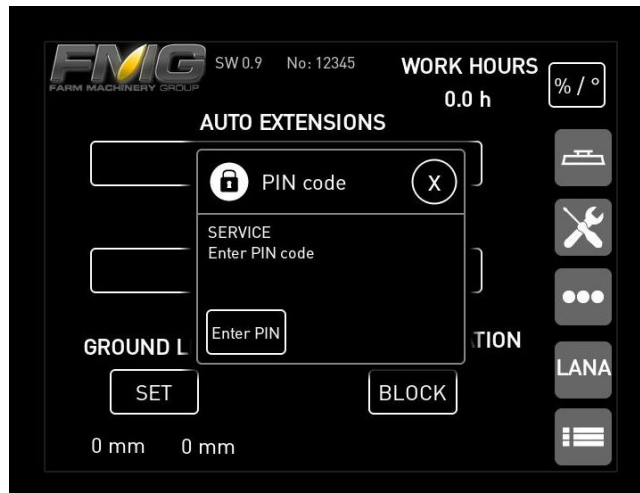 FMG
FARM MACHINERY GROUP
SW 0.9 No: 12345
WORK HOURS
0.0 h
% / °
AUTO EXTENSIONS
PIN code
X
SERVICE
Enter PIN code
Enter PIN
GROUND
SET
BLOCK
LANA
0 mm 0 mm